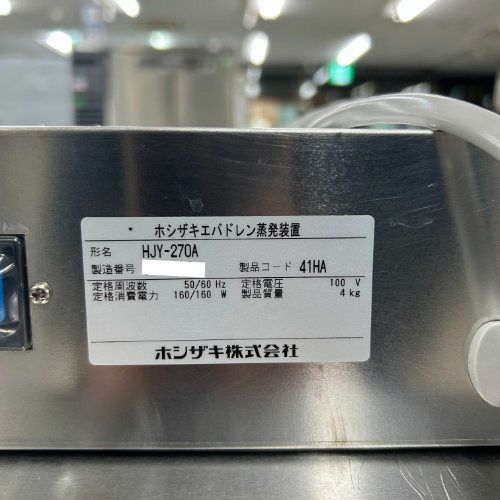 ホシザキエバドレン蒸発装置
形名 HJY-270A
製造番号 製品コード 41HA
定格周波数 50/60 Hz 定格電圧 100 V
定格消費電力 160/160 W 製品質量 4 kg
ホシザキ株式会社